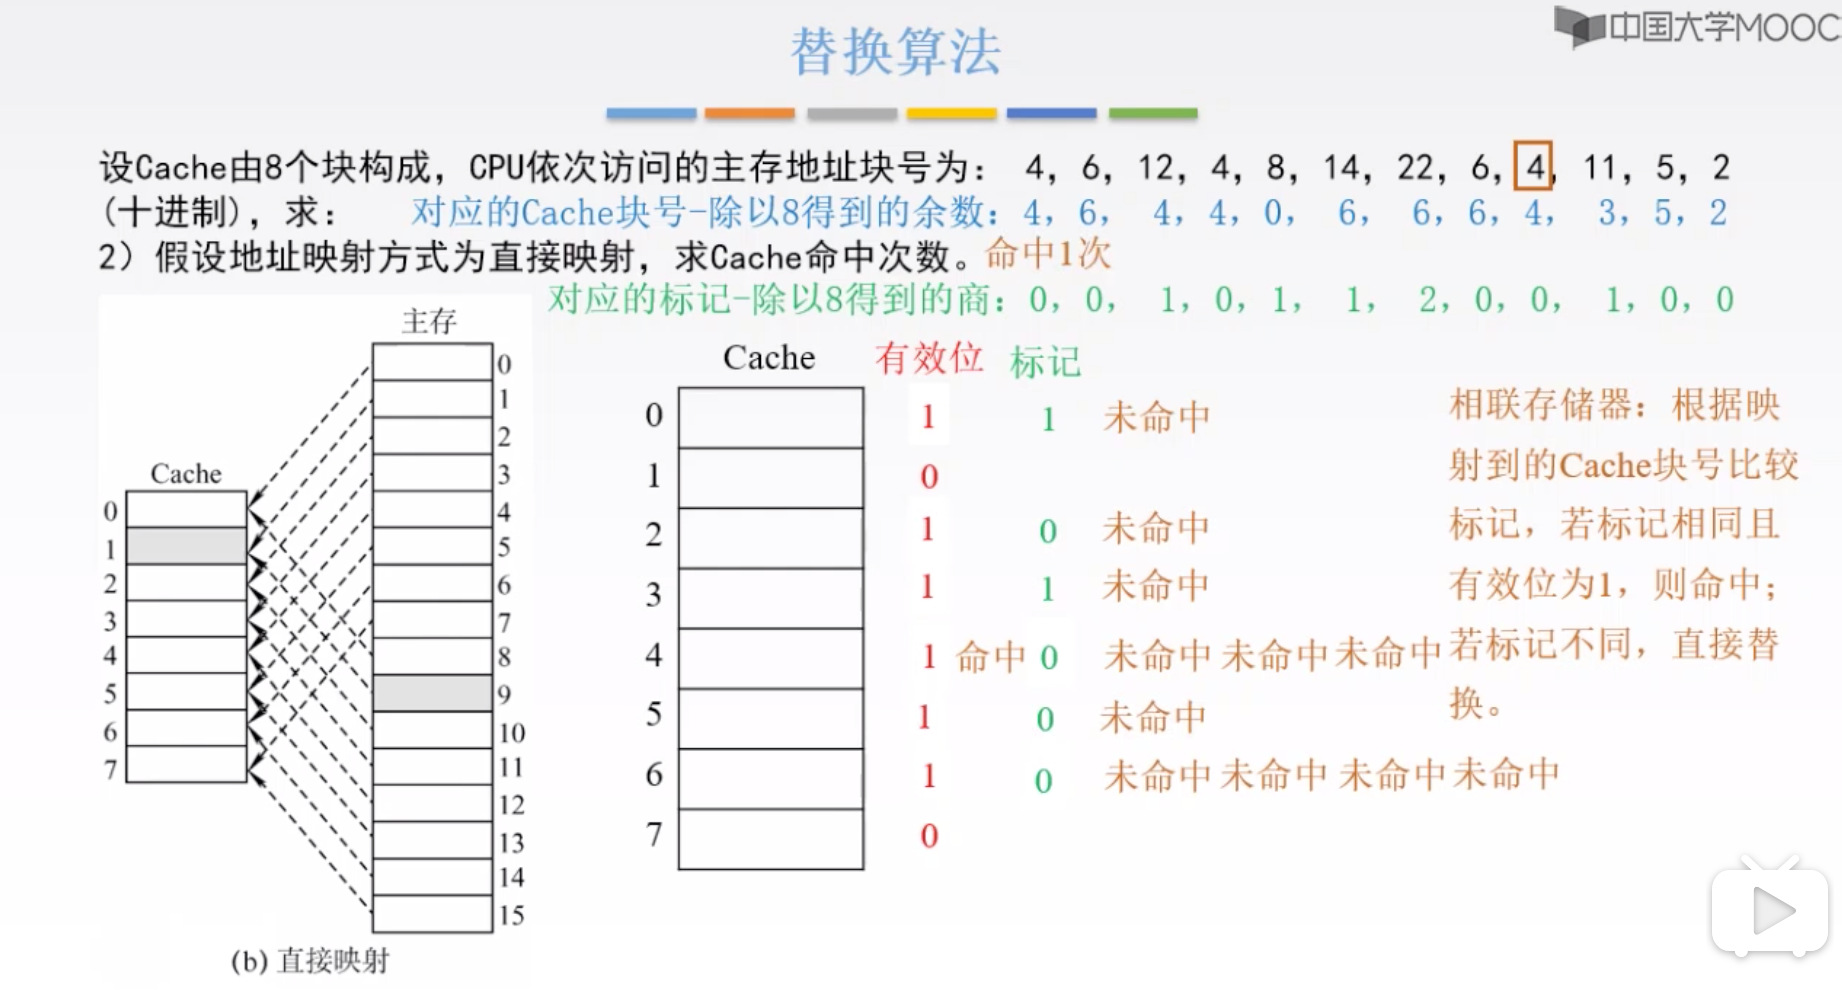 中国大学MOOC
替换算法
设Cache由8个块构成，CPU依次访问的主存地址块号为： 4，6，12，4，8，14，22，6，4，11，5，2
(十进制)，求： 对应的Cache块号-除以8得到的余数：4，6，4，4，0，6，6，6，4，3，5，2
2）假设地址映射方式为直接映射，求Cache命中次数。命中1次
对应的标记-除以8得到的商：0，0，1，0，1，1，2，0，0，1，0，0
主存
0
1
2
3
4
5
6
7
8
9
10
11
12
13
14
15
Cache
0
1
2
3
4
5
6
7
(b) 直接映射
Cache 有效位 标记
0 1 1 未命中
1 0
2 1 0 未命中
3 1 1 未命中
4 1 命中 0 未命中 未命中 未命中
5 1 0 未命中
6 1 0 未命中 未命中 未命中 未命中
7 0
相联存储器：根据映
射到的Cache块号比较
标记，若标记相同且
有效位为1，则命中；
若标记不同，直接替
换。